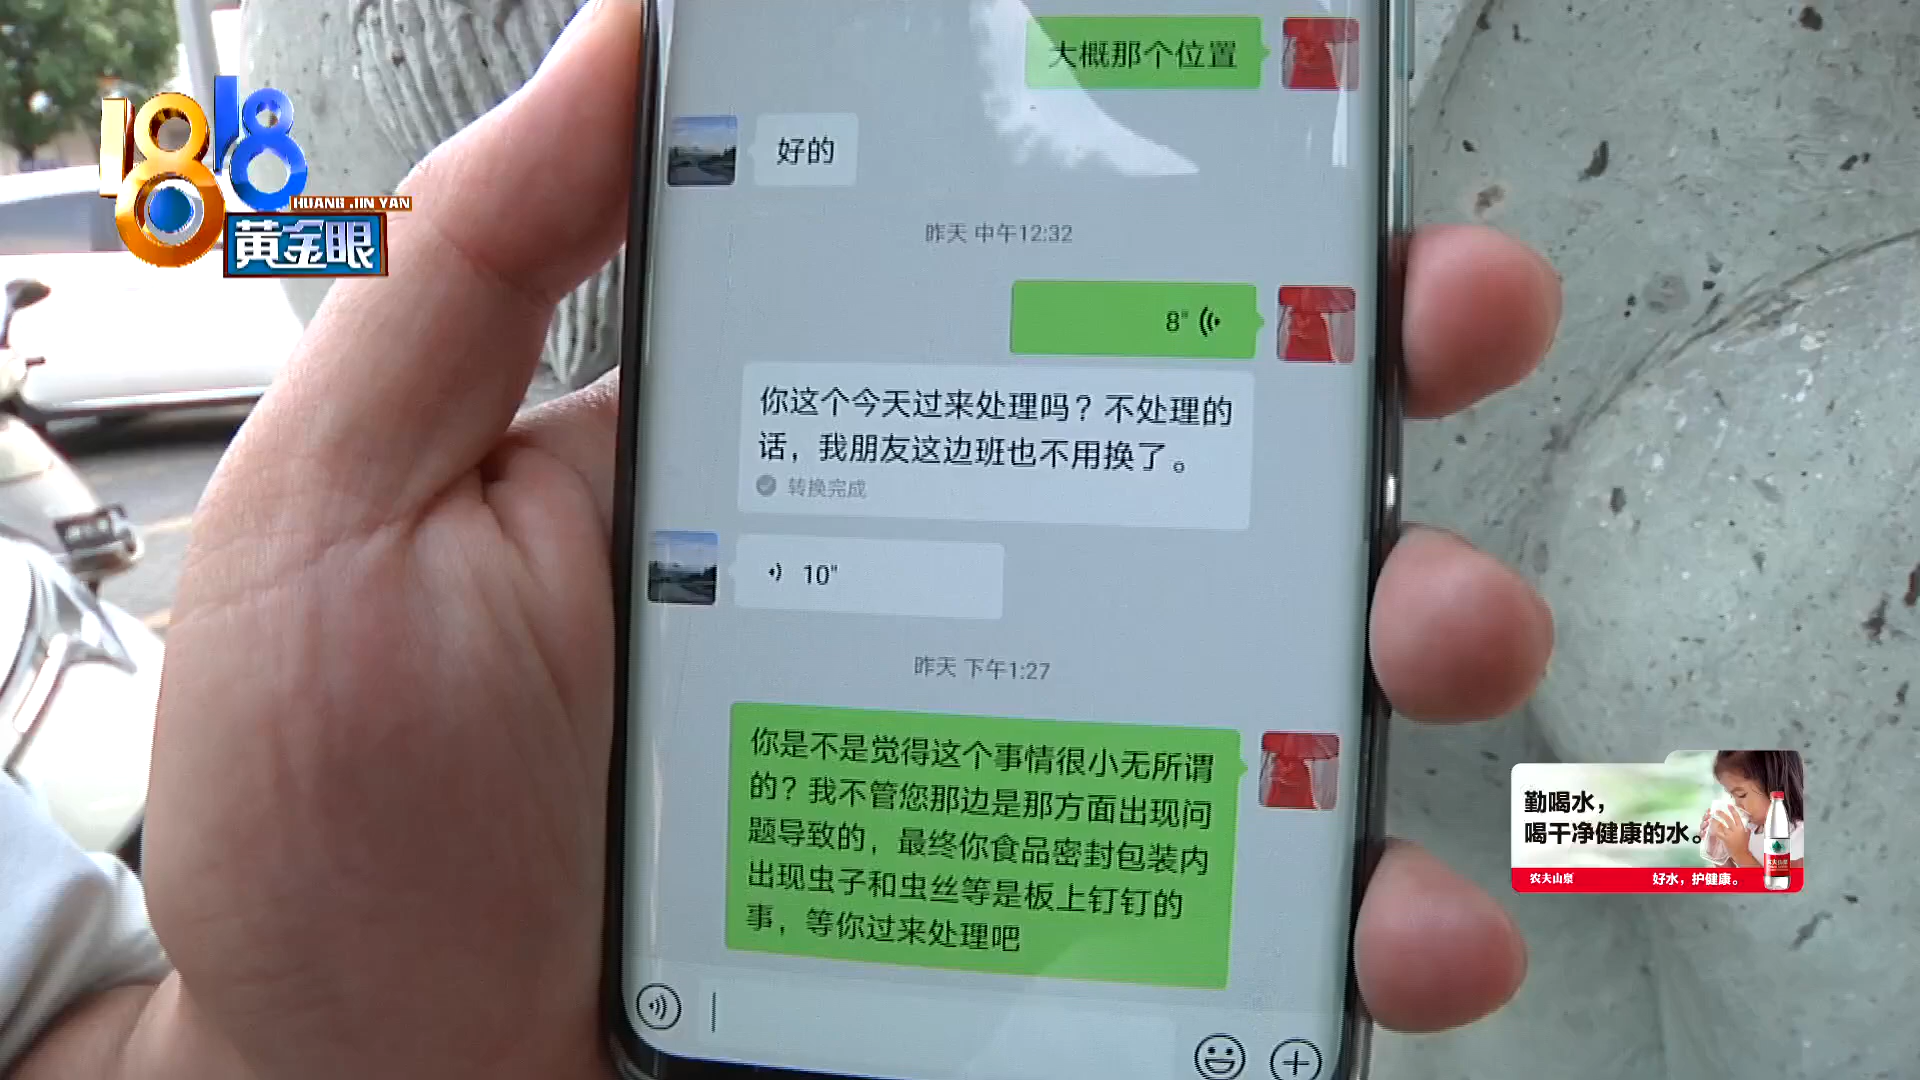 大概那个位置
1818
HUANG JIN YAN
黄金眼
好的
昨天 中午12:32
8"
你这个今天过来处理吗？不处理的
话，我朋友这边班也不用换了。
转换完成
10"
昨天 下午1:27
你是不是觉得这个事情很小无所谓
的？我不管您那边是那方面出现问
题导致的，最终你食品密封包装内
出现虫子和虫丝等是板上钉钉的
事，等你过来处理吧
勤喝水，
喝干净健康的水。
农夫山泉
好水，护健康。